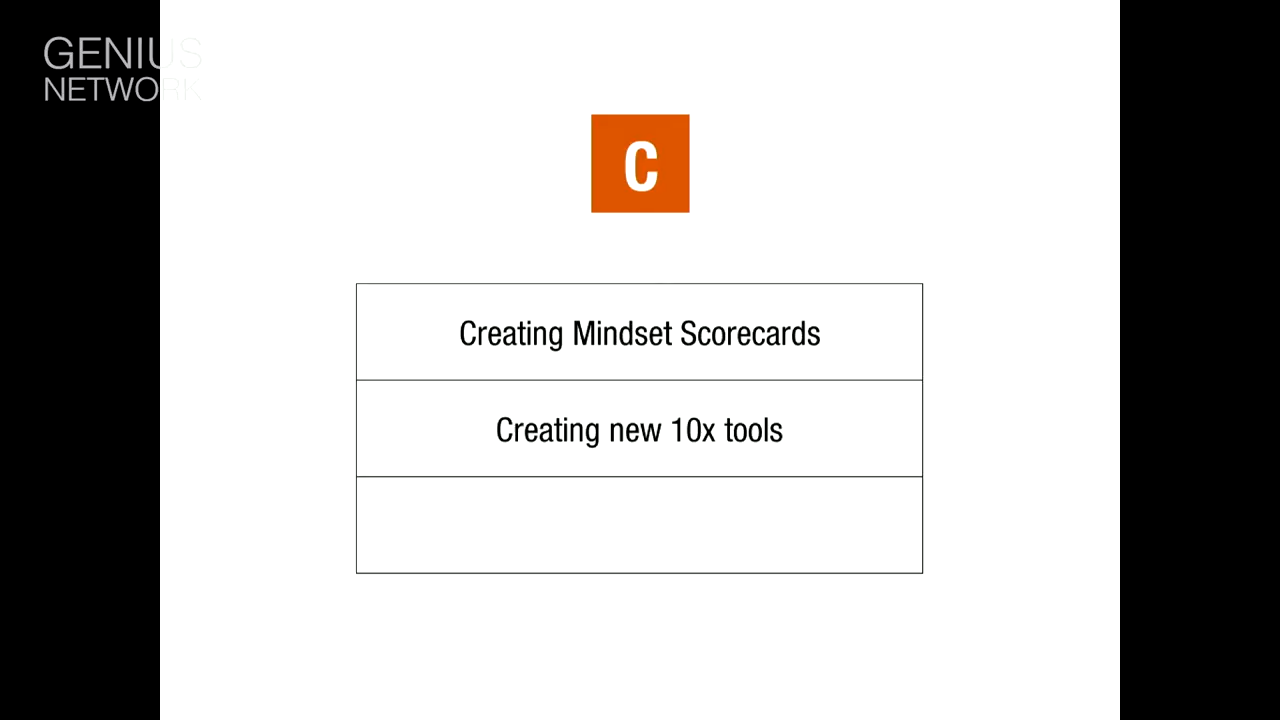 GENIUS
NETWORK
C
Creating Mindset Scorecards
Creating new 10x tools